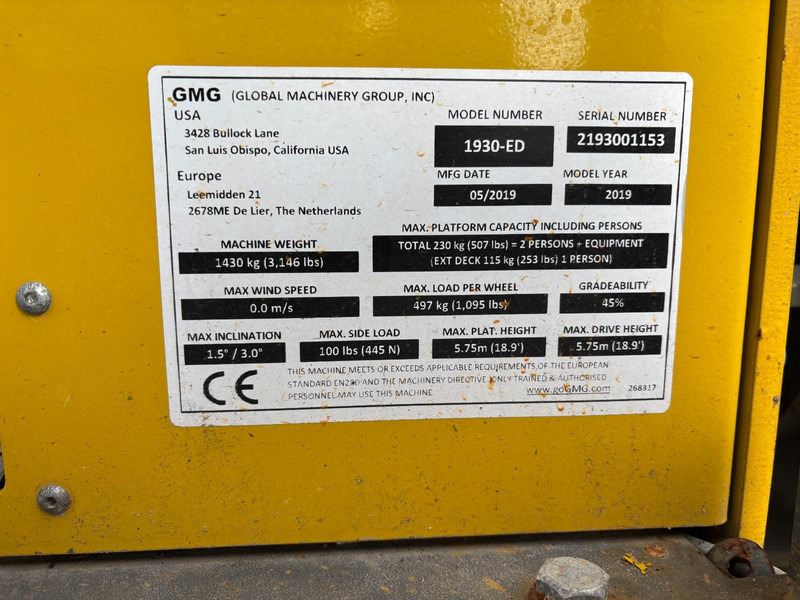 GMG (GLOBAL MACHINERY GROUP, INC)
USA
3428 Bullock Lane
San Luis Obispo, California USA
Europe
Leemidden 21
2678ME De Lier, The Netherlands
MODEL NUMBER
1930-ED
SERIAL NUMBER
2193001153
MFG DATE
05/2019
MODEL YEAR
2019
MACHINE WEIGHT
1430 kg (3,146 lbs)
MAX. PLATFORM CAPACITY INCLUDING PERSONS
TOTAL 230 kg (507 lbs) = 2 PERSONS + EQUIPMENT
(EXT DECK 115 kg (253 lbs) 1 PERSON)
MAX WIND SPEED
0.0 m/s
MAX. LOAD PER WHEEL
497 kg (1,095 lbs)
GRADEABILITY
45%
MAX INCLINATION
1.5° / 3.0°
MAX. SIDE LOAD
100 lbs (445 N)
MAX. PLAT. HEIGHT
5.75m (18.9')
MAX. DRIVE HEIGHT
5.75m (18.9')
CE
THIS MACHINE MEETS OR EXCEEDS APPLICABLE REQUIREMENTS OF THE EUROPEAN
STANDARD EN280 AND THE MACHINERY DIRECTIVE ONLY TRAINED & AUTHORISED
PERSONNEL MAY USE THIS MACHINE
www.goGMG.com
268317